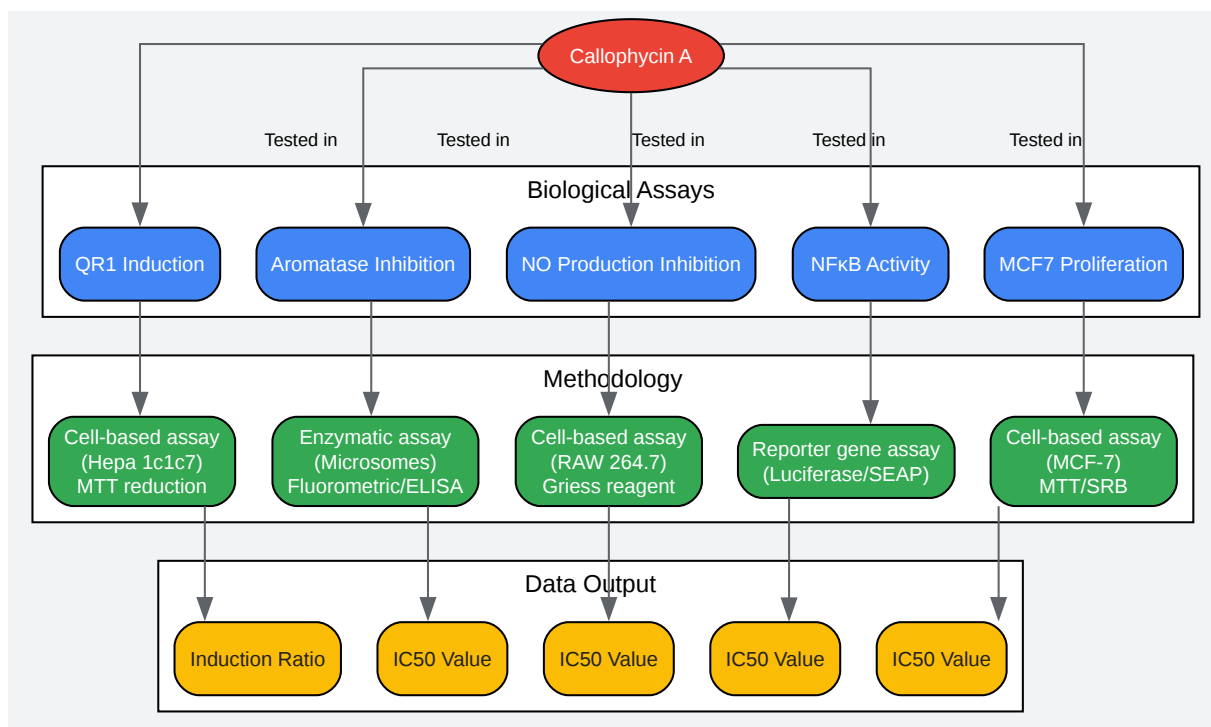 Callophycin A
Tested in
Tested in
Tested in
Tested in
Tested in
Biological Assays
QR1 Induction
Aromatase Inhibition
NO Production Inhibition
NFκB Activity
MCF7 Proliferation
Methodology
Cell-based assay
(Hepa 1c1c7)
MTT reduction
Enzymatic assay
(Microsomes)
Fluorometric/ELISA
Cell-based assay
(RAW 264.7)
Griess reagent
Reporter gene assay
(Luciferase/SEAP)
Cell-based assay
(MCF-7)
MTT/SRB
Data Output
Induction Ratio
IC50 Value
IC50 Value
IC50 Value
IC50 Value